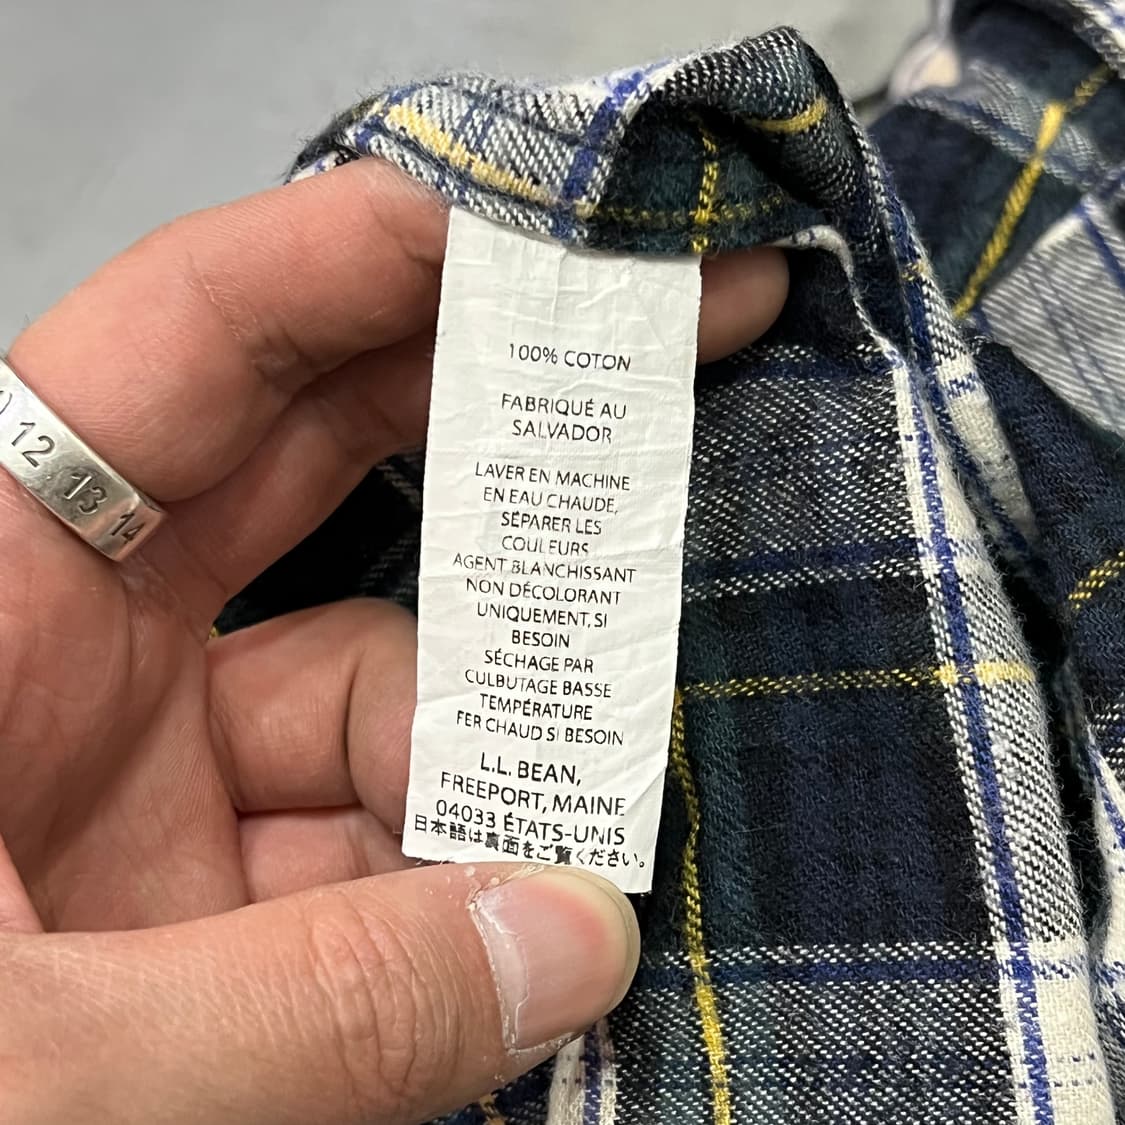 12 13 14
100% COTON
FABRIQUÉ AU
SALVADOR
LAVER EN MACHINE
EN EAU CHAUDE,
SÉPARER LES
COULEURS
AGENT BLANCHISSANT
NON DÉCOLORANT
UNIQUEMENT, SI
BESOIN
SÉCHAGE PAR
CULBUTAGE BASSE
TEMPÉRATURE
FER CHAUD SI BESOIN
L.L. BEAN,
FREEPORT, MAINE
04033 ÉTATS-UNIS
日本語は裏面をご覧ください。